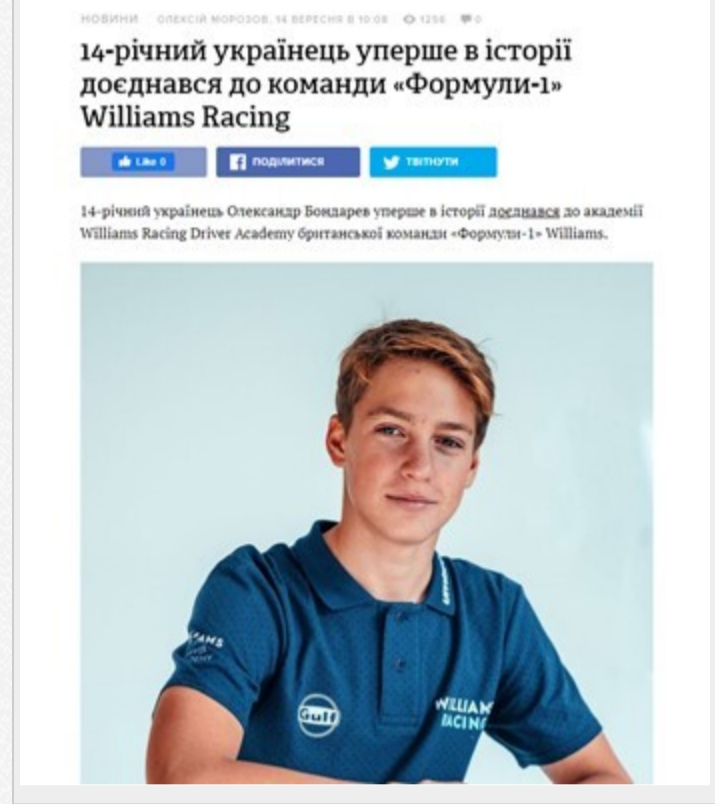 НОВИНИ ОЛЕКСІЙ МОРОЗОВ, 14 ВЕРЕСНЯ В 10:08 1256 0
14-річний українець уперше в історії
доєднався до команди «Формули-1»
Williams Racing
Like 0 ПОДІЛИТИСЯ ТВІТНУТИ
14-річний українець Олександр Бондарев уперше в історії доєднався до академії
Williams Racing Driver Academy британської команди «Формули-1» Williams.
Gulf
WILLIAMS
RACING